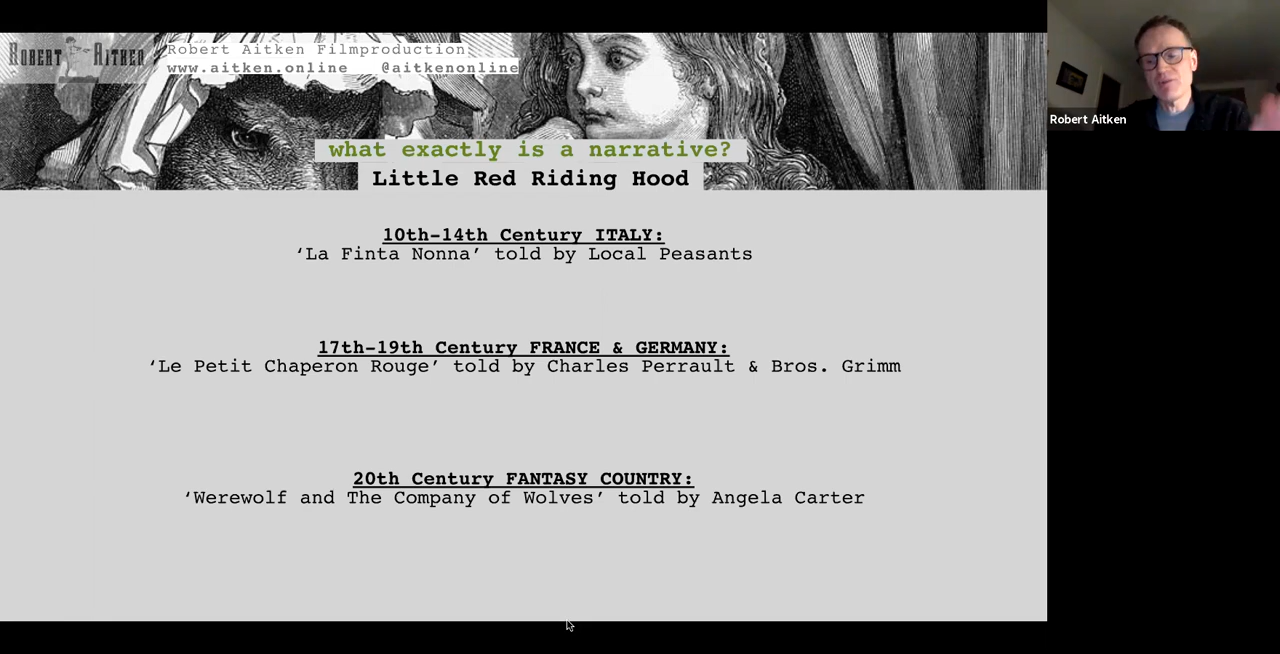 ROBERT AITKEN
Robert Aitken Filmproduction
www.aitken.online @aitkenonline
what exactly is a narrative?
Little Red Riding Hood
10th-14th Century ITALY:
‘La Finta Nonna’ told by Local Peasants
17th-19th Century FRANCE & GERMANY:
‘Le Petit Chaperon Rouge’ told by Charles Perrault & Bros. Grimm
20th Century FANTASY COUNTRY:
‘Werewolf and The Company of Wolves’ told by Angela Carter
Robert Aitken